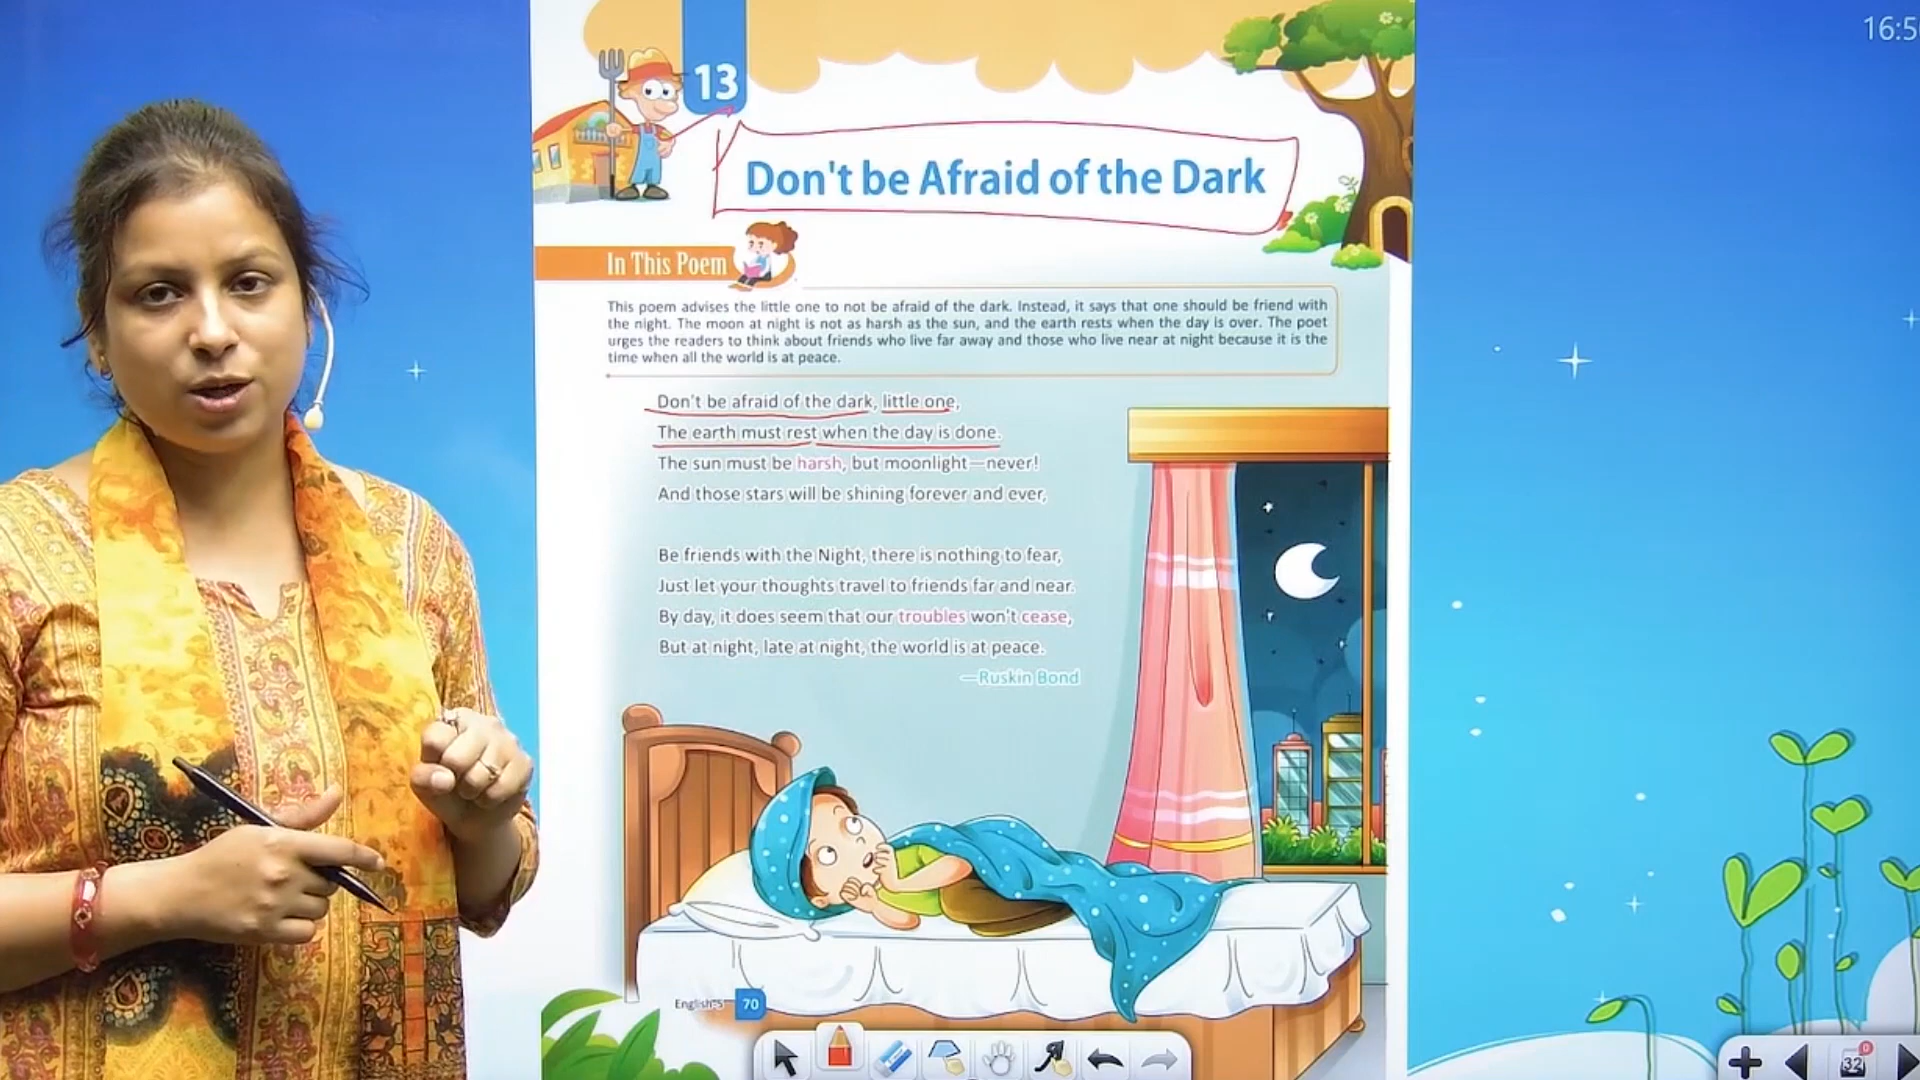 16:5
13
Don't be Afraid of the Dark
In This Poem
This poem advises the little one to not be afraid of the dark. Instead, it says that one should be friend with
the night. The moon at night is not as harsh as the sun, and the earth rests when the day is over. The poet
urges the readers to think about friends who live far away and those who live near at night because it is the
time when all the world is at peace.
Don't be afraid of the dark, little one,
The earth must rest when the day is done.
The sun must be harsh, but moonlight—never!
And those stars will be shining forever and ever,
Be friends with the Night, there is nothing to fear,
Just let your thoughts travel to friends far and near.
By day, it does seem that our troubles won't cease,
But at night, late at night, the world is at peace.
—Ruskin Bond
English-5 70
32 0